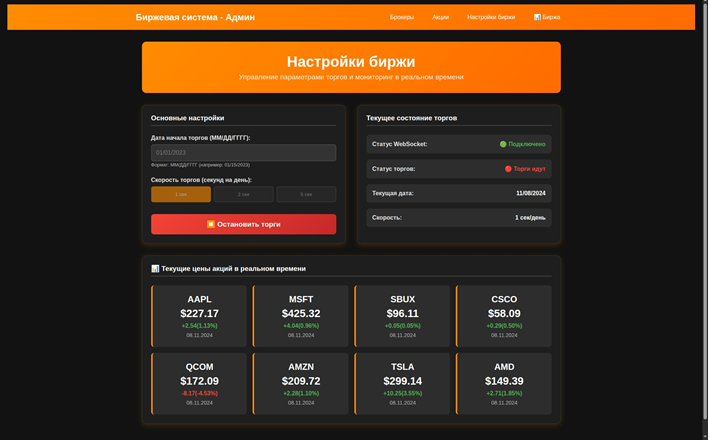 Биржевая система - Админ
Брокеры
Акции
Настройки биржи
📊 Биржа
Настройки биржи
Управление параметрами торгов и мониторинг в реальном времени
Основные настройки
Дата начала торгов (ММ/ДД/ГГГГ):
01/01/2023
Формат: ММ/ДД/ГГГГ (например: 01/15/2023)
Скорость торгов (секунд на день):
1 сек
2 сек
5 сек
Остановить торги
Текущее состояние торгов
Статус WebSocket:
🟢 Подключено
Статус торгов:
🔴 Торги идут
Текущая дата:
11/08/2024
Скорость:
1 сек/день
📊 Текущие цены акций в реальном времени
AAPL
$227.17
+2.54(1.13%)
08.11.2024
MSFT
$425.32
+4.04(0.96%)
08.11.2024
SBUX
$96.11
+0.05(0.05%)
08.11.2024
CSCO
$58.09
+0.29(0.50%)
08.11.2024
QCOM
$172.09
-8.17(-4.53%)
08.11.2024
AMZN
$209.72
+2.28(1.10%)
08.11.2024
TSLA
$299.14
+10.25(3.55%)
08.11.2024
AMD
$149.39
+2.71(1.85%)
08.11.2024